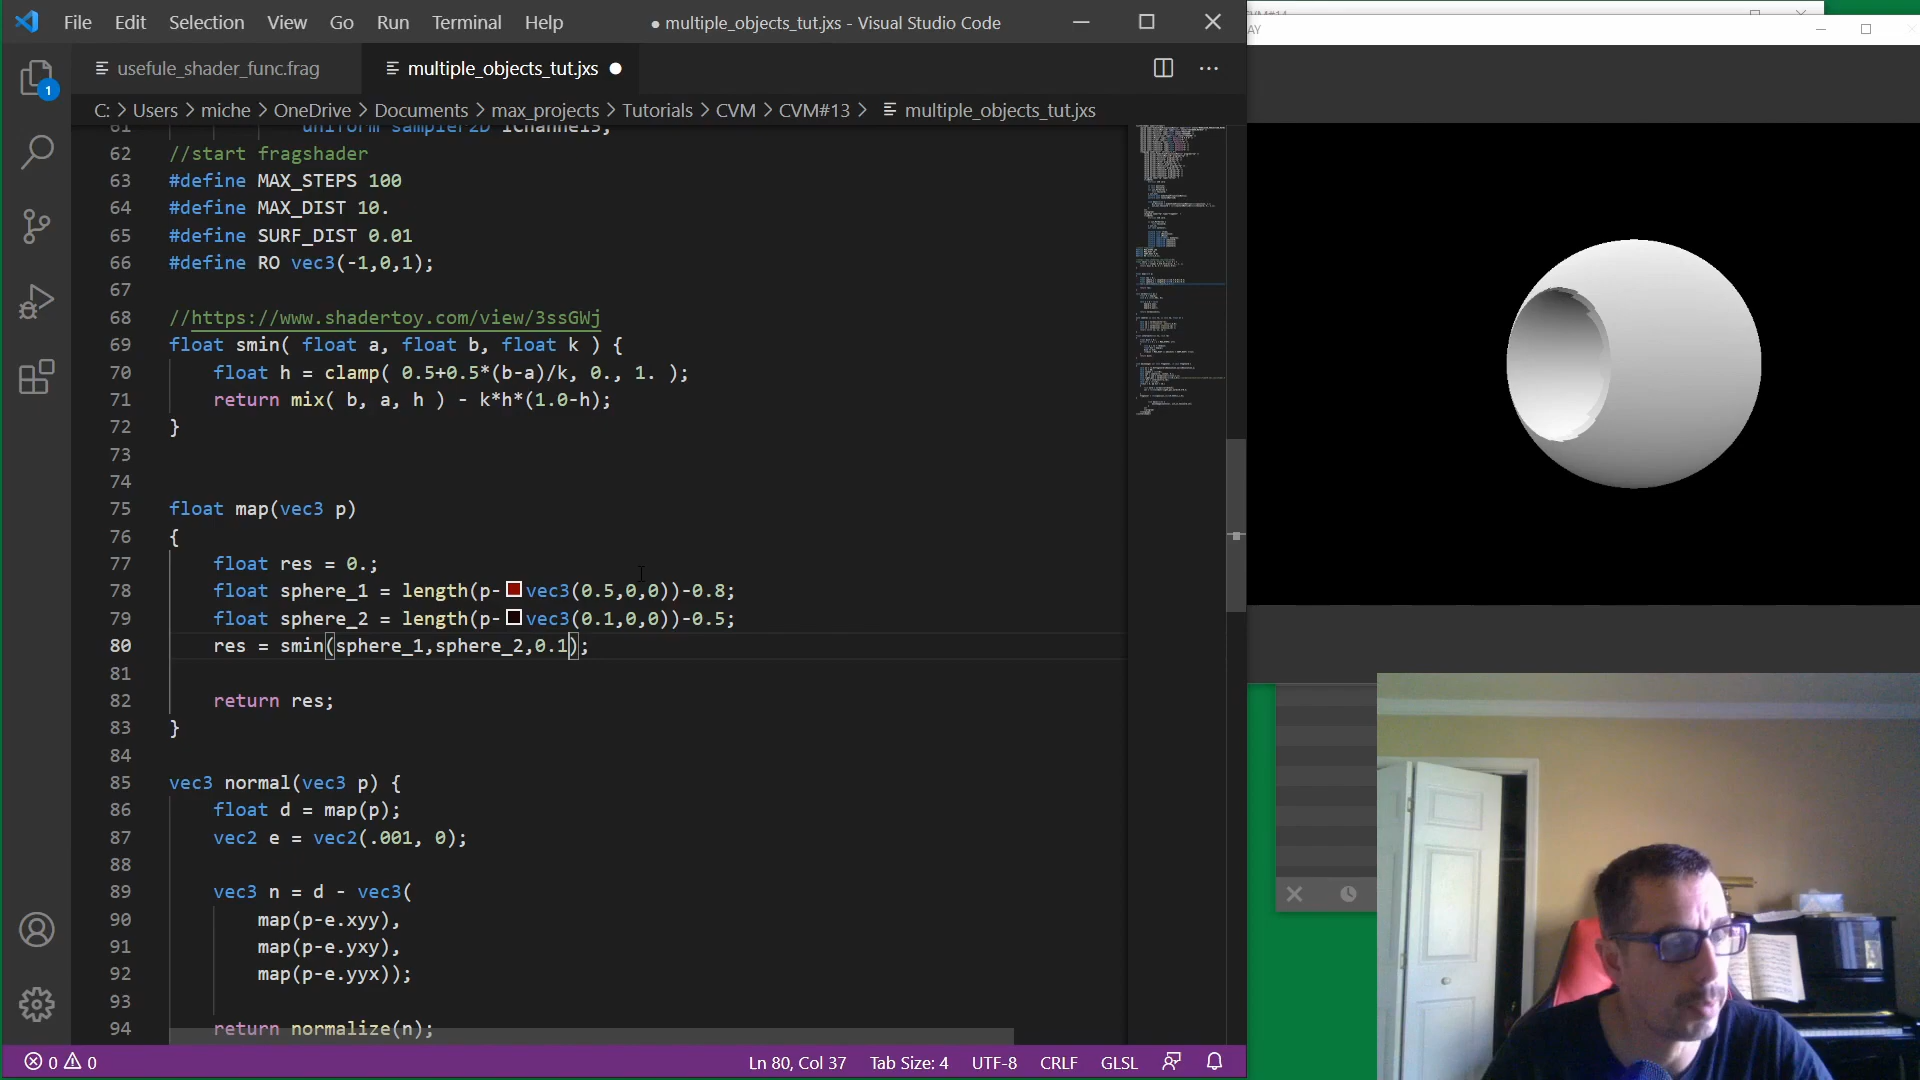 File Edit Selection View Go Run Terminal Help
● multiple_objects_tut.jxs - Visual Studio Code
usefule_shader_func.frag
multiple_objects_tut.jxs ●
C: > Users > miche > OneDrive > Documents > max_projects > Tutorials > CVM > CVM#13 > multiple_objects_tut.jxs
1
61 uniform sampler2D iChannel3;
62 //start fragshader
63 #define MAX_STEPS 100
64 #define MAX_DIST 10.
65 #define SURF_DIST 0.01
66 #define RO vec3(-1,0,1);
67
68 //https://www.shadertoy.com/view/3ssGWj
69 float smin( float a, float b, float k ) {
70 float h = clamp( 0.5+0.5*(b-a)/k, 0., 1. );
71 return mix( b, a, h ) - k*h*(1.0-h);
72 }
73
74
75 float map(vec3 p)
76 {
77 float res = 0.;
78 float sphere_1 = length(p-vec3(0.5,0,0))-0.8;
79 float sphere_2 = length(p-vec3(0.1,0,0))-0.5;
80 res = smin(sphere_1,sphere_2,0.1);
81
82 return res;
83 }
84
85 vec3 normal(vec3 p) {
86 float d = map(p);
87 vec2 e = vec2(.001, 0);
88
89 vec3 n = d - vec3(
90 map(p-e.xyy),
91 map(p-e.yxy),
92 map(p-e.yyx));
93
94 return normalize(n);
0 0
Ln 80, Col 37 Tab Size: 4 UTF-8 CRLF GLSL